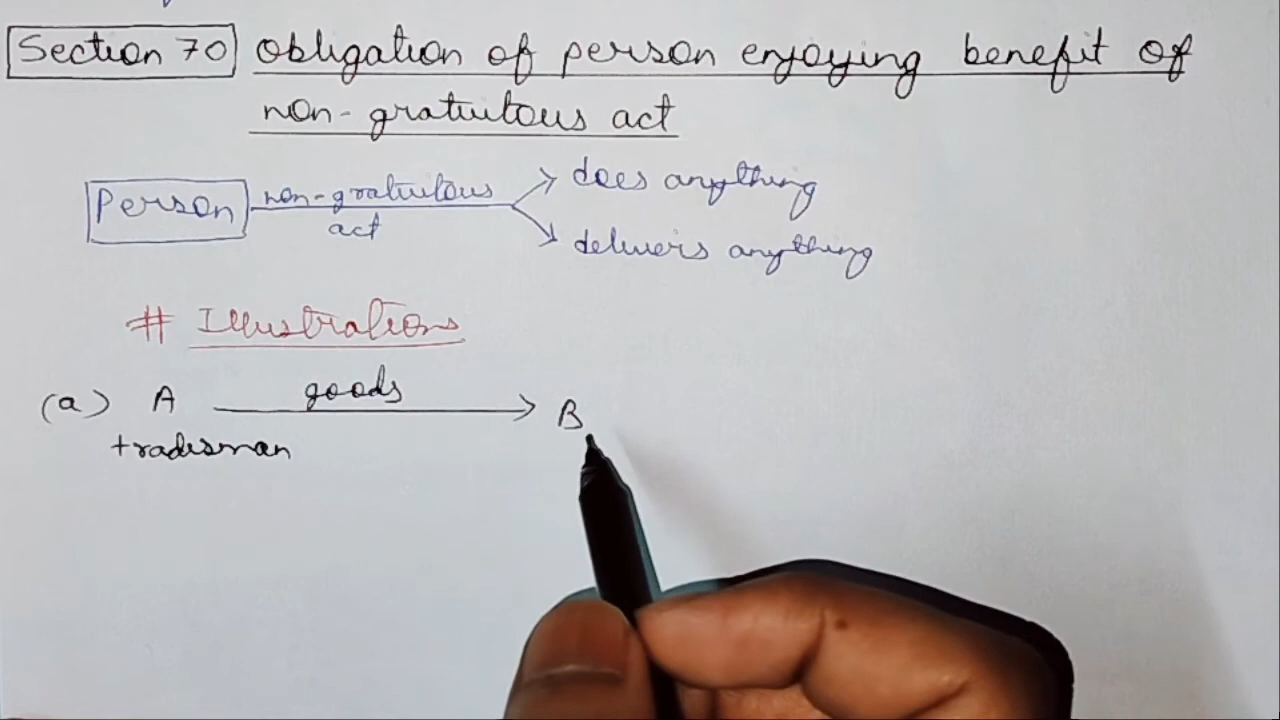 Section 70 obligation of person enjoying benefit of
non-gratuitous act
Person non-gratuitous act does anything
delivers anything
# Illustrations
(a) A goods B
tradesman